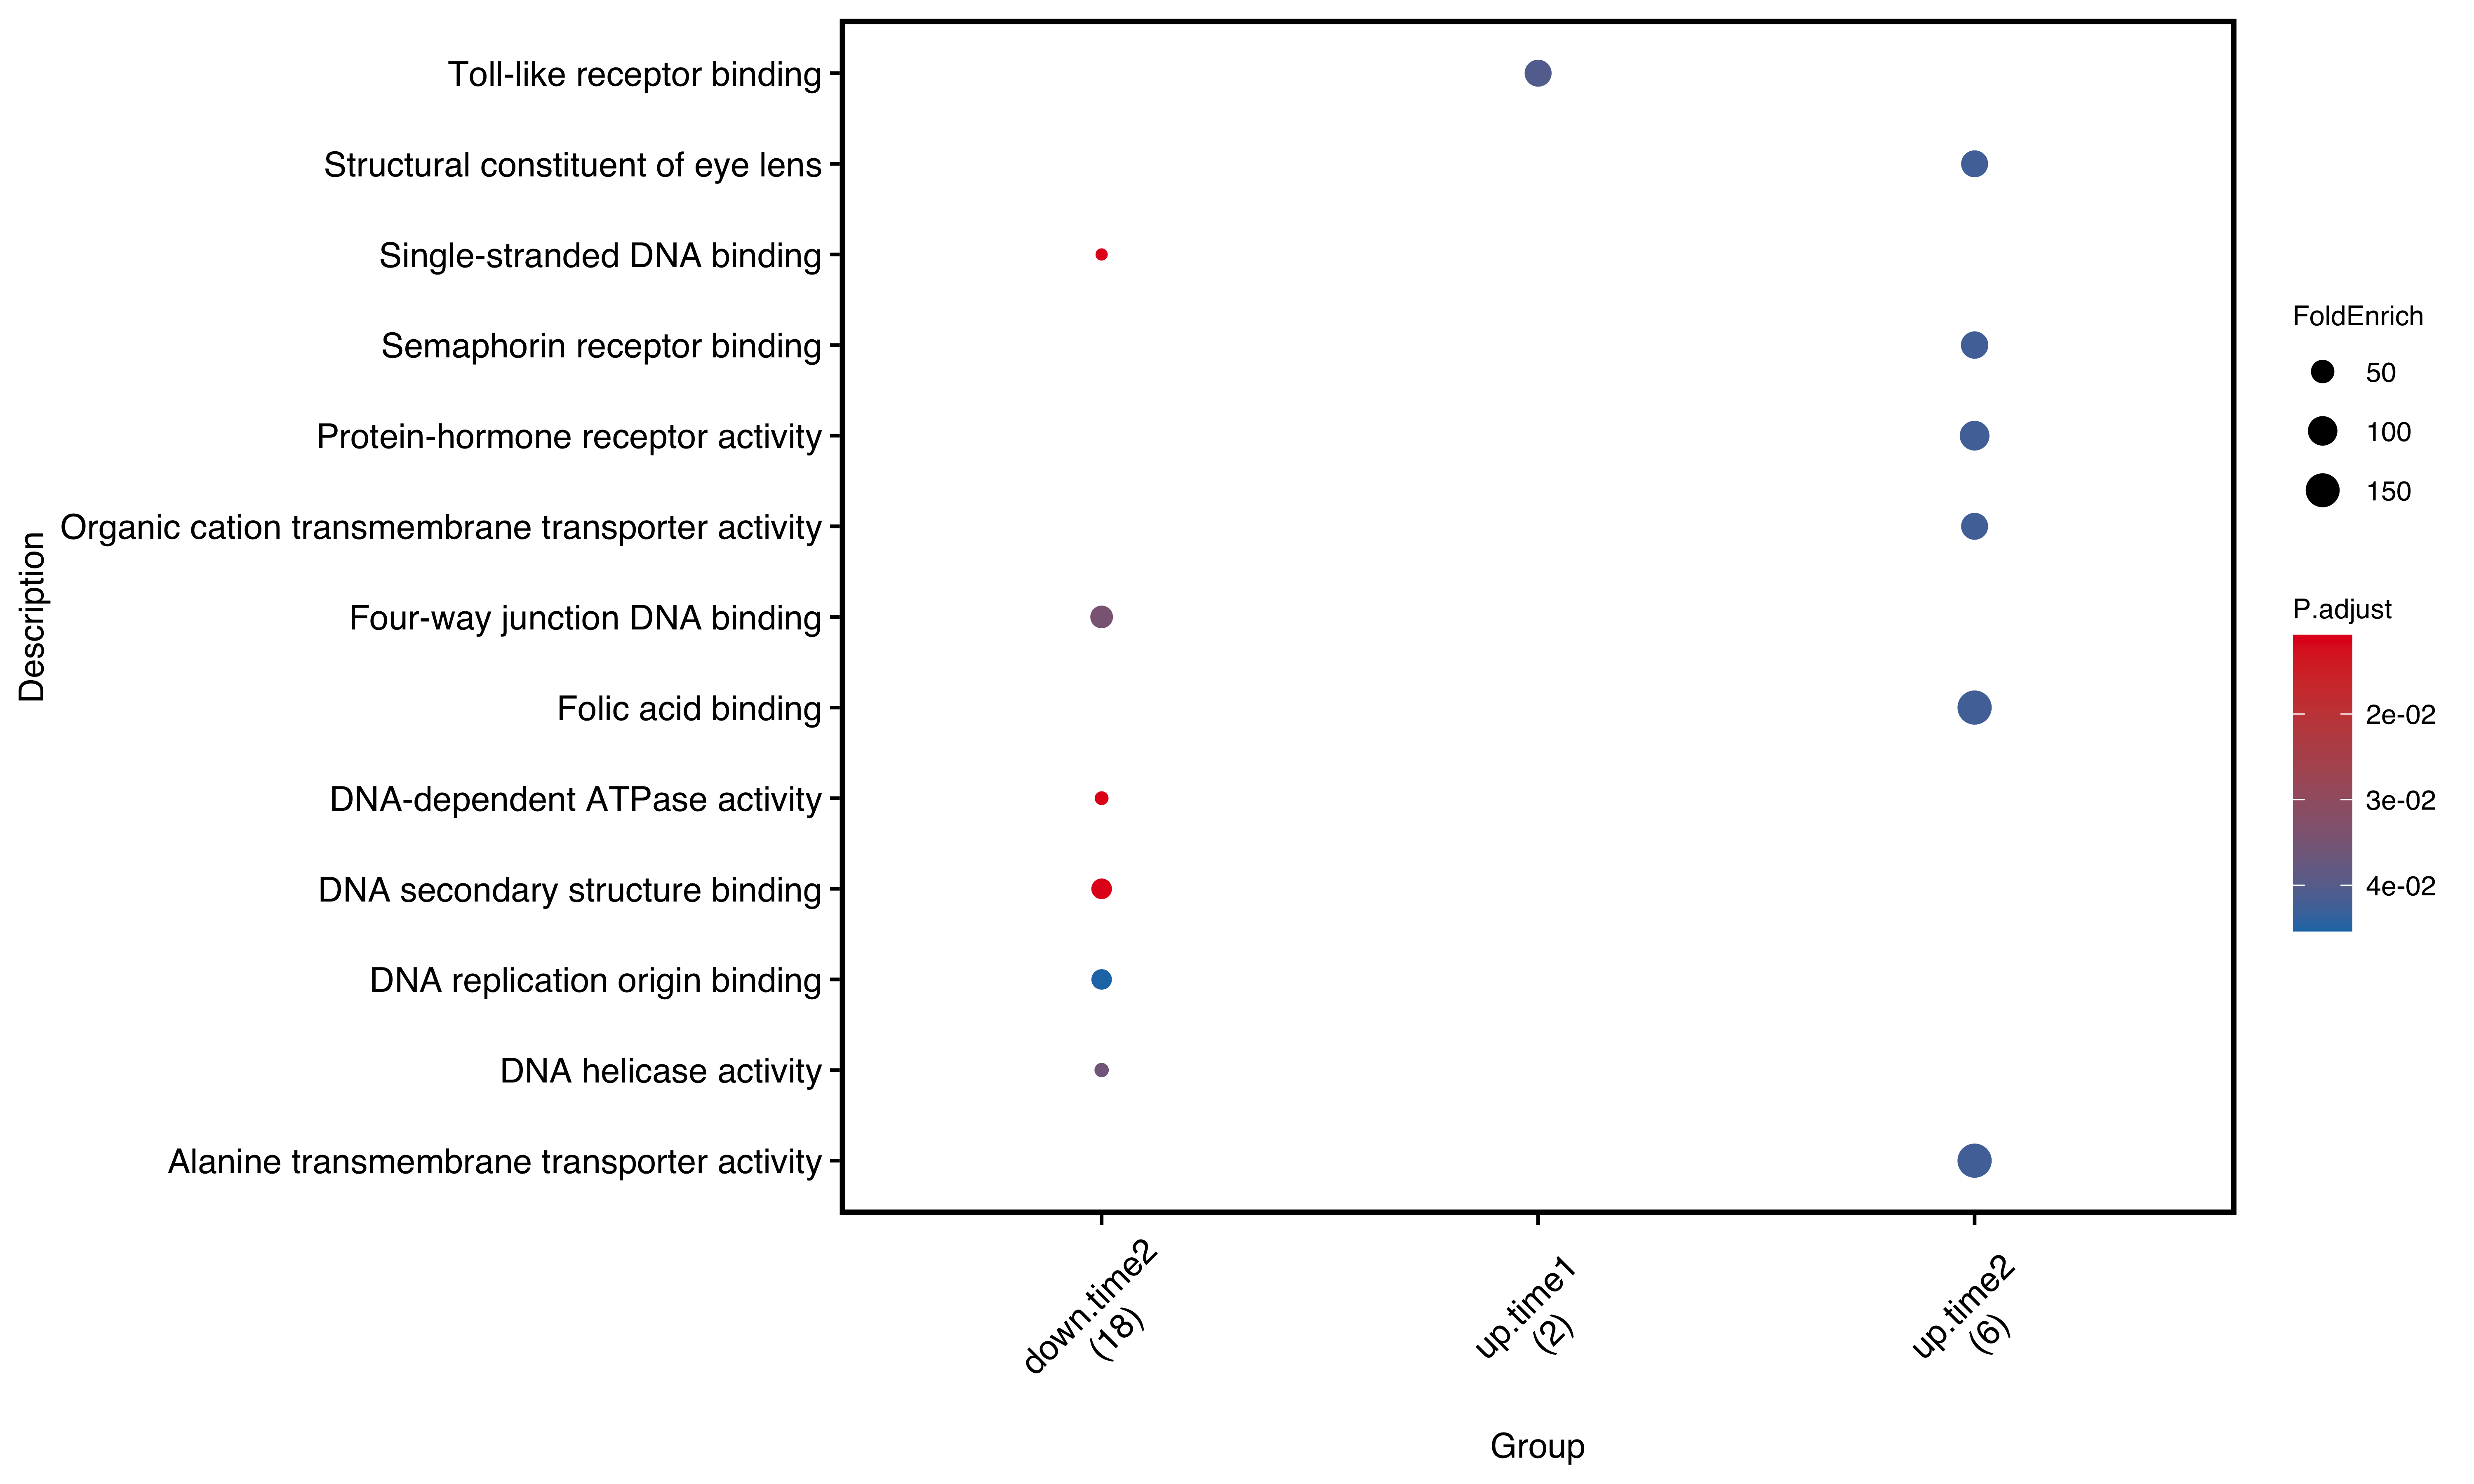 Toll-like receptor binding
Structural constituent of eye lens
Single-stranded DNA binding
Semaphorin receptor binding
Protein-hormone receptor activity
Organic cation transmembrane transporter activity
Four-way junction DNA binding
Folic acid binding
DNA-dependent ATPase activity
DNA secondary structure binding
DNA replication origin binding
DNA helicase activity
Alanine transmembrane transporter activity
Description
down.time2
(18)
up.time1
(2)
up.time2
(6)
Group
FoldEnrich
50
100
150
P.adjust
2e-02
3e-02
4e-02